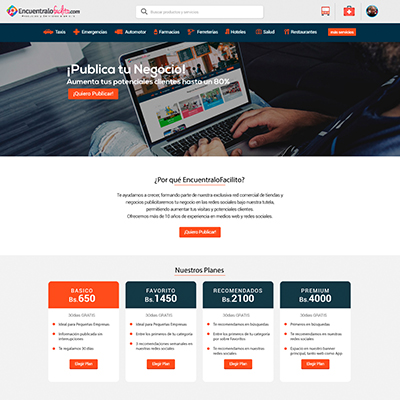 Encuentralofacilito.com
Buscar productos y servicios
Taxis
Emergencias
Automotor
Farmacias
Ferreterias
Hoteles
Salud
Restaurantes
más servicios
¡Publica tu Negocio!
Aumenta tus potenciales clientes hasta un 80%
¡Quiero Publicar!
¿Por qué EncuentraloFacilito?
Te ayudamos a crecer, formando parte de nuestra exclusiva red comercial de tiendas y
negocios publicitaremos tu negocio en las redes sociales bajo nuestra tutela,
permitiendo aumentar tus visitas y potenciales clientes.
Ofrecemos más de 10 años de experiencia en medios web y redes sociales.
¡Quiero Publicar!
Nuestros Planes
BASICO
Bs.650
30días GRATIS
Ideal para Pequeñas Empresas
Información publicada sin
interrupciones
Te regalamos 30 días
Elegir Plan
FAVORITO
Bs.1450
30días GRATIS
Ideal para Pequeñas Empresas
Entre los primeros de tu categoría
3 recomendaciones semanales en
nuestras redes sociales
Elegir Plan
RECOMENDADOS
Bs.2100
30días GRATIS
Te recomendamos en búsquedas
Entre los primeros de tu categoría
por sobre favoritos
Te recomendamos en nuestras
redes sociales
Elegir Plan
PREMIUM
Bs.4000
30días GRATIS
Primeros en búsquedas
Te recomendamos en nuestras
redes sociales
Espacio en nuestro banner
principal, tanto web como App
Elegir Plan